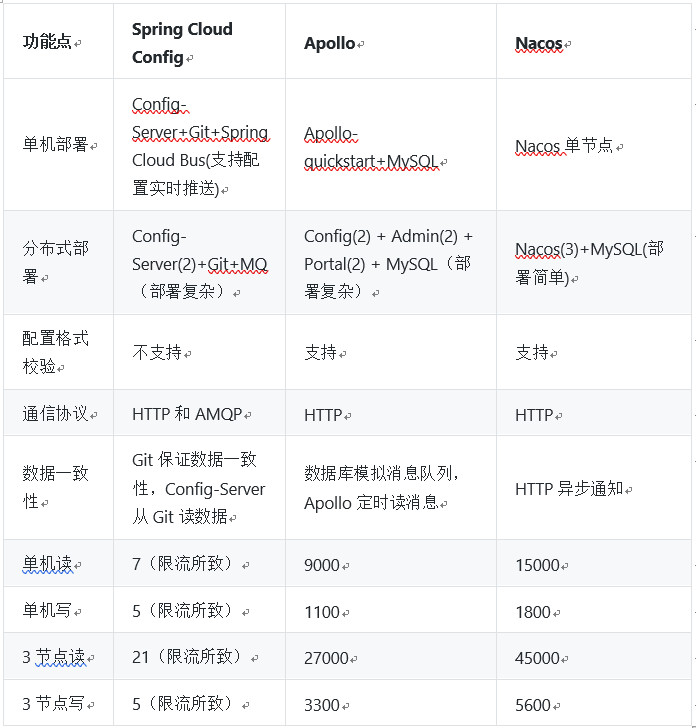 功能点
Spring Cloud
Config
Apollo
Nacos
单机部署
Config-
Server+Git+Spring
Cloud Bus(支持配
置实时推送)
Apollo-
quickstart+MySQL
Nacos 单节点
分布式部
署
Config-
Server(2)+Git+MQ
（部署复杂）
Config(2) + Admin(2) +
Portal(2) + MySQL（部
署复杂）
Nacos(3)+MySQL(部
署简单)
配置格式
校验
不支持
支持
支持
通信协议
HTTP 和 AMQP
HTTP
HTTP
数据一致
性
Git 保证数据一致
性，Config-Server
从 Git 读数据
数据库模拟消息队列，
Apollo 定时读消息
HTTP 异步通知
单机读
7（限流所致）
9000
15000
单机写
5（限流所致）
1100
1800
3 节点读
21（限流所致）
27000
45000
3 节点写
5（限流所致）
3300
5600